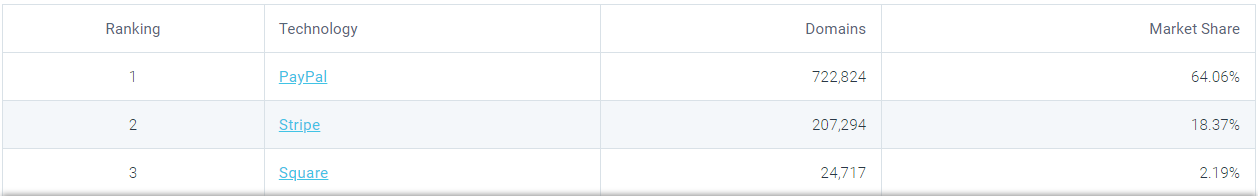 Ranking Technology Domains Market Share
1 PayPal 722,824 64.06%
2 Stripe 207,294 18.37%
3 Square 24,717 2.19%